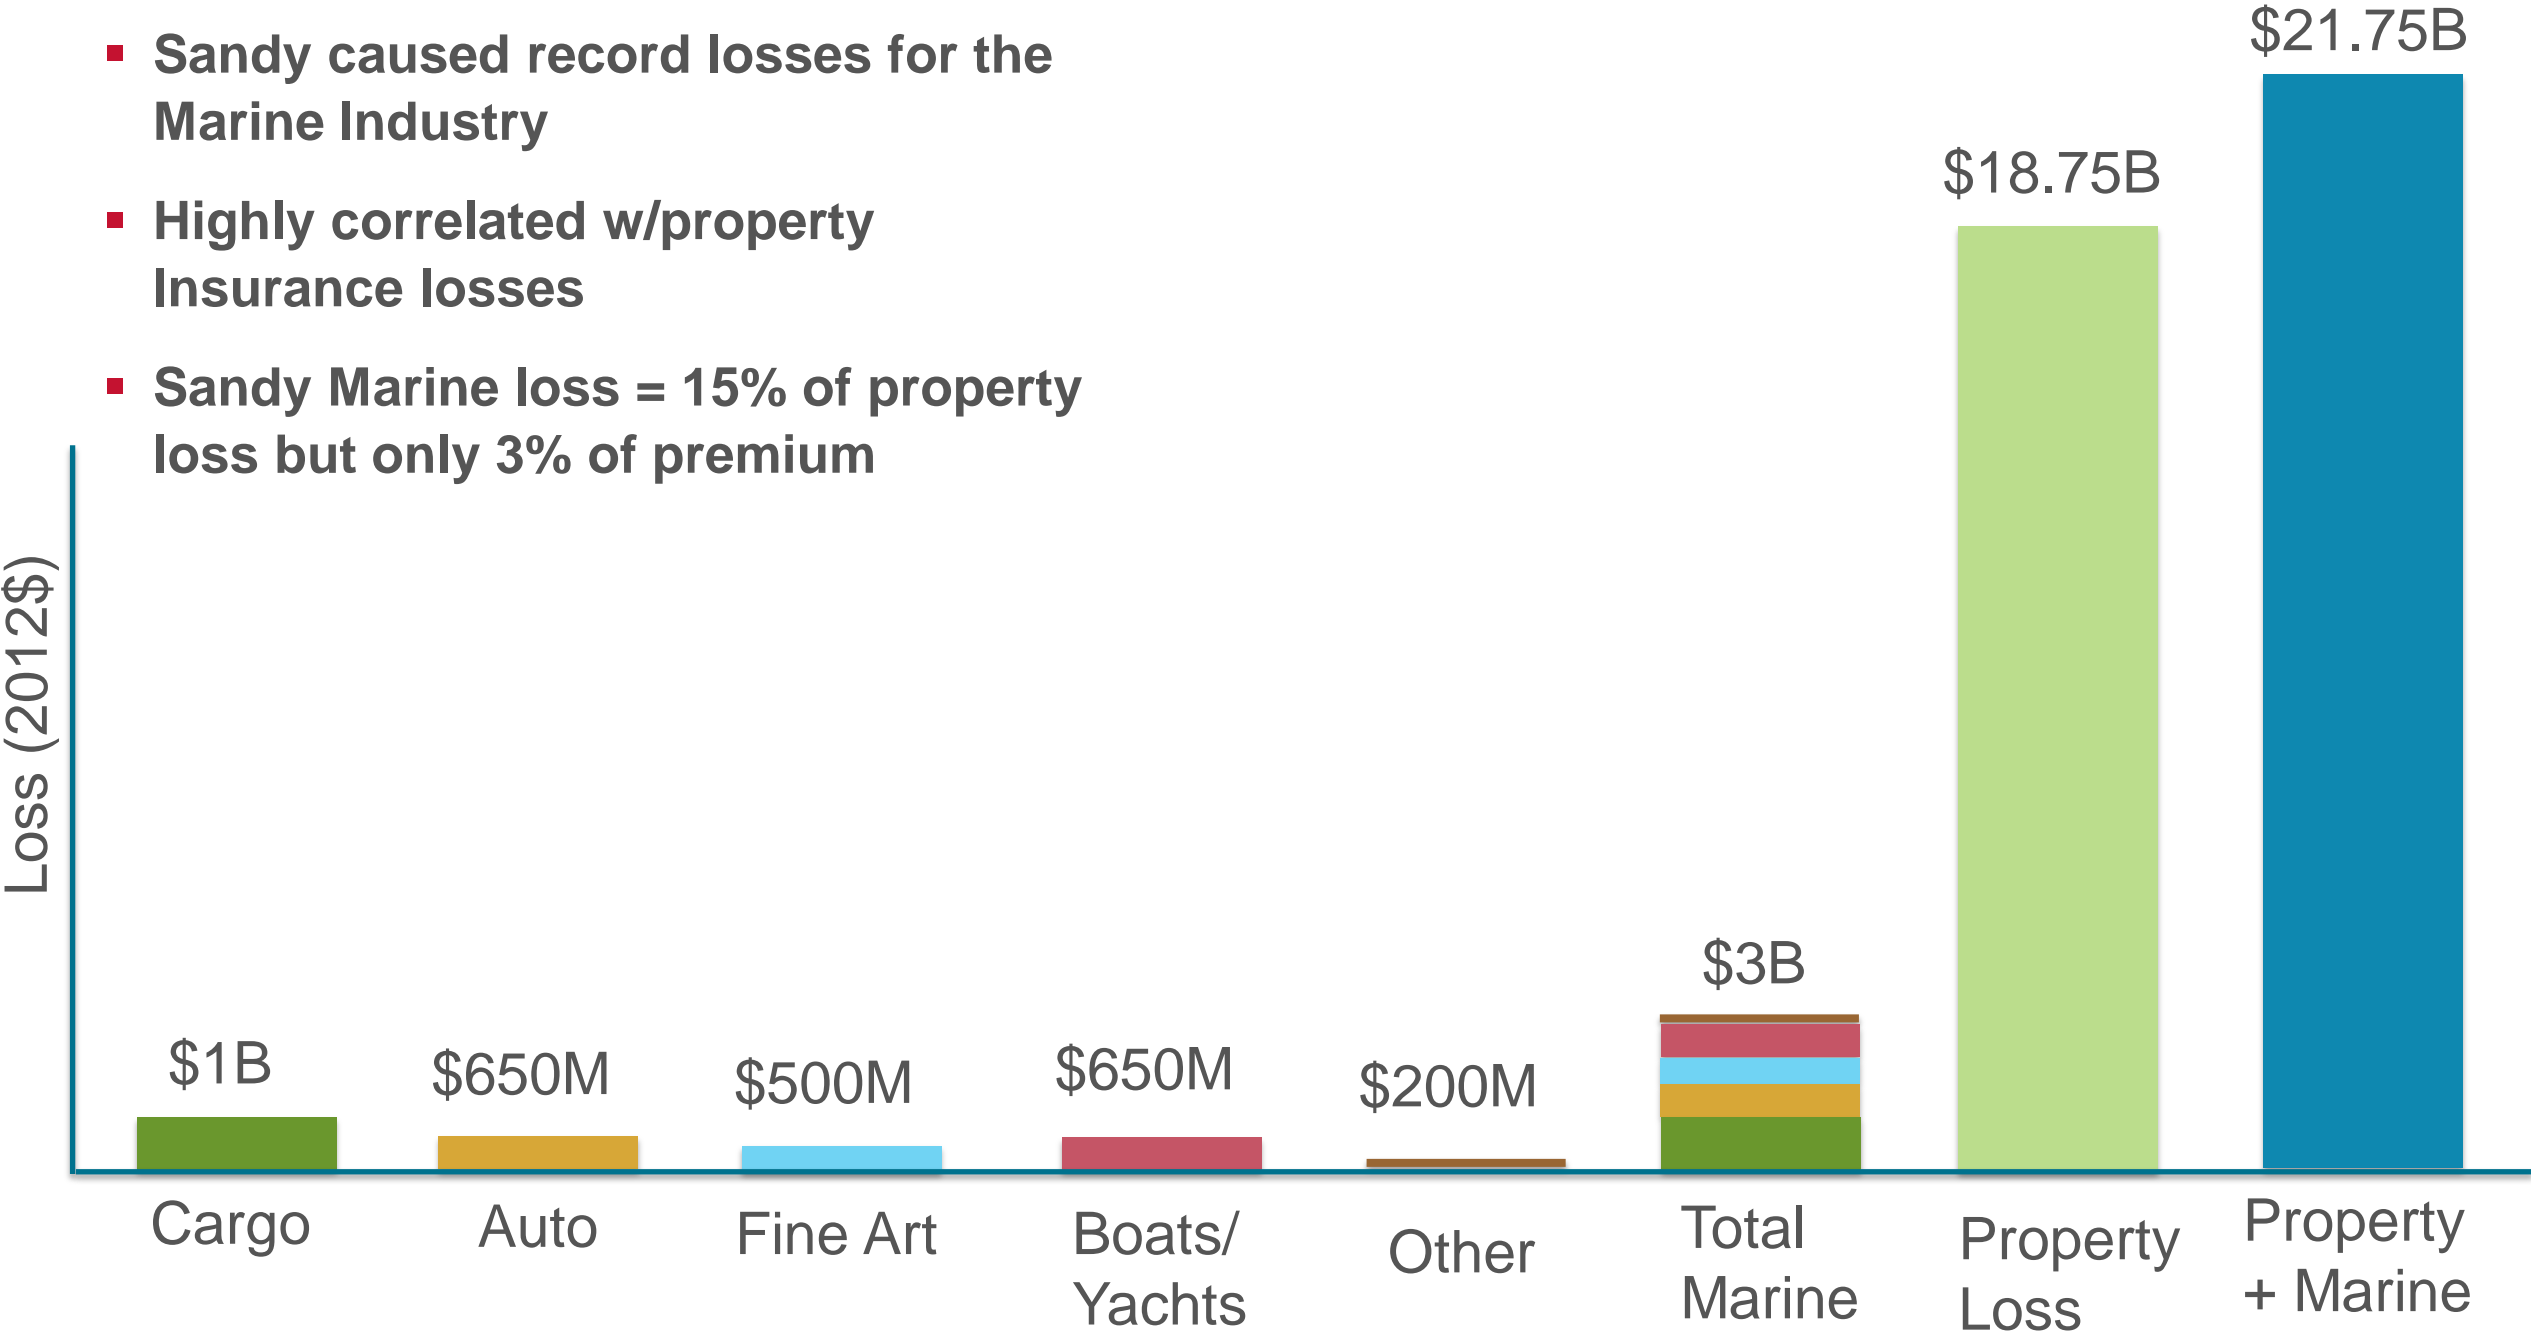 Sandy caused record losses for the
Marine Industry
Highly correlated w/property
Insurance losses
Sandy Marine loss = 15% of property
loss but only 3% of premium
Loss (2012$)
$1B
$650M
$500M
$650M
$200M
$3B
$18.75B
$21.75B
Cargo
Auto
Fine Art
Boats/
Yachts
Other
Total
Marine
Property
Loss
Property
+ Marine